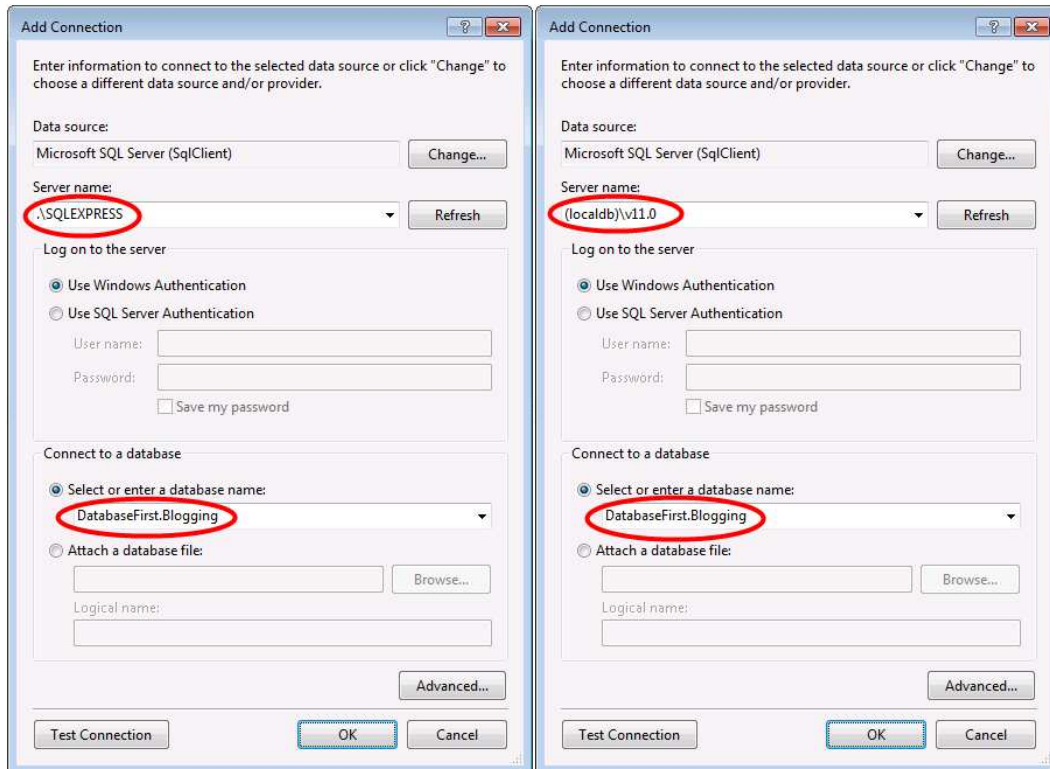 Add Connection
Enter information to connect to the selected data source or click "Change" to
choose a different data source and/or provider.
Data source:
Microsoft SQL Server (SqlClient)
Change...
Server name:
.\SQLEXPRESS
Refresh
Log on to the server
Use Windows Authentication
Use SQL Server Authentication
User name:
Password:
Save my password
Connect to a database
Select or enter a database name:
DatabaseFirst.Blogging
Attach a database file:
Browse...
Logical name:
Advanced...
Test Connection
OK
Cancel
Add Connection
Enter information to connect to the selected data source or click "Change" to
choose a different data source and/or provider.
Data source:
Microsoft SQL Server (SqlClient)
Change...
Server name:
(localdb)\v11.0
Refresh
Log on to the server
Use Windows Authentication
Use SQL Server Authentication
User name:
Password:
Save my password
Connect to a database
Select or enter a database name:
DatabaseFirst.Blogging
Attach a database file:
Browse...
Logical name:
Advanced...
Test Connection
OK
Cancel